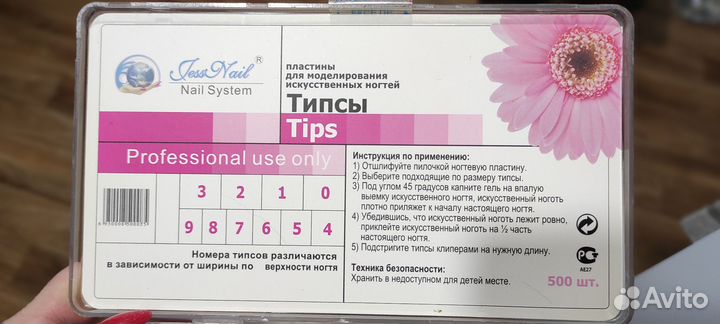 JessNail ®
Nail System
пластины
для моделирования
искусственных ногтей
Типсы
Tips
Professional use only
3 2 1 0
9 8 7 6 5 4
Номера типсов различаются
в зависимости от ширины по верхности ногтя
Инструкция по применению:
1) Отшлифуйте пилочкой ногтевую пластину.
2) Выберите подходящие по размеру типсы.
3) Под углом 45 градусов капните гель на впалую
выемку искусственного ногтя, искусственный ноготь
плотно прияжет к началу настоящего ногтя.
4) Убедившись, что искусственный ноготь лежит ровно,
приклейте искусственный ноготь на ½ часть
настоящего ногтя.
5) Подстригите типсы клиперами на нужную длину.
Техника безопасности:
Хранить в недоступном для детей месте.
РСТ
АЕ27
500 шт.
Avito